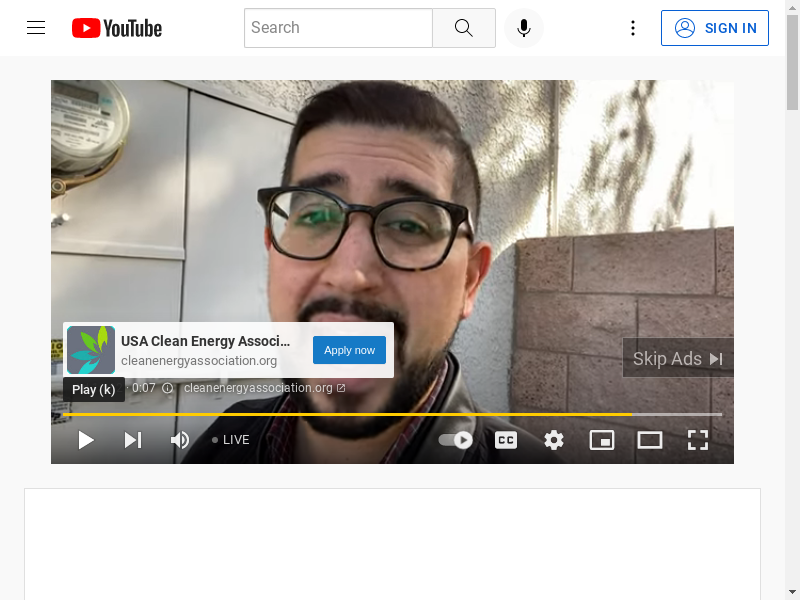 YouTube
Search
SIGN IN
USA Clean Energy Associ...
cleanenergyassociation.org
Apply now
Skip Ads
Play (k)
· 0:07
cleanenergyassociation.org
LIVE
CC